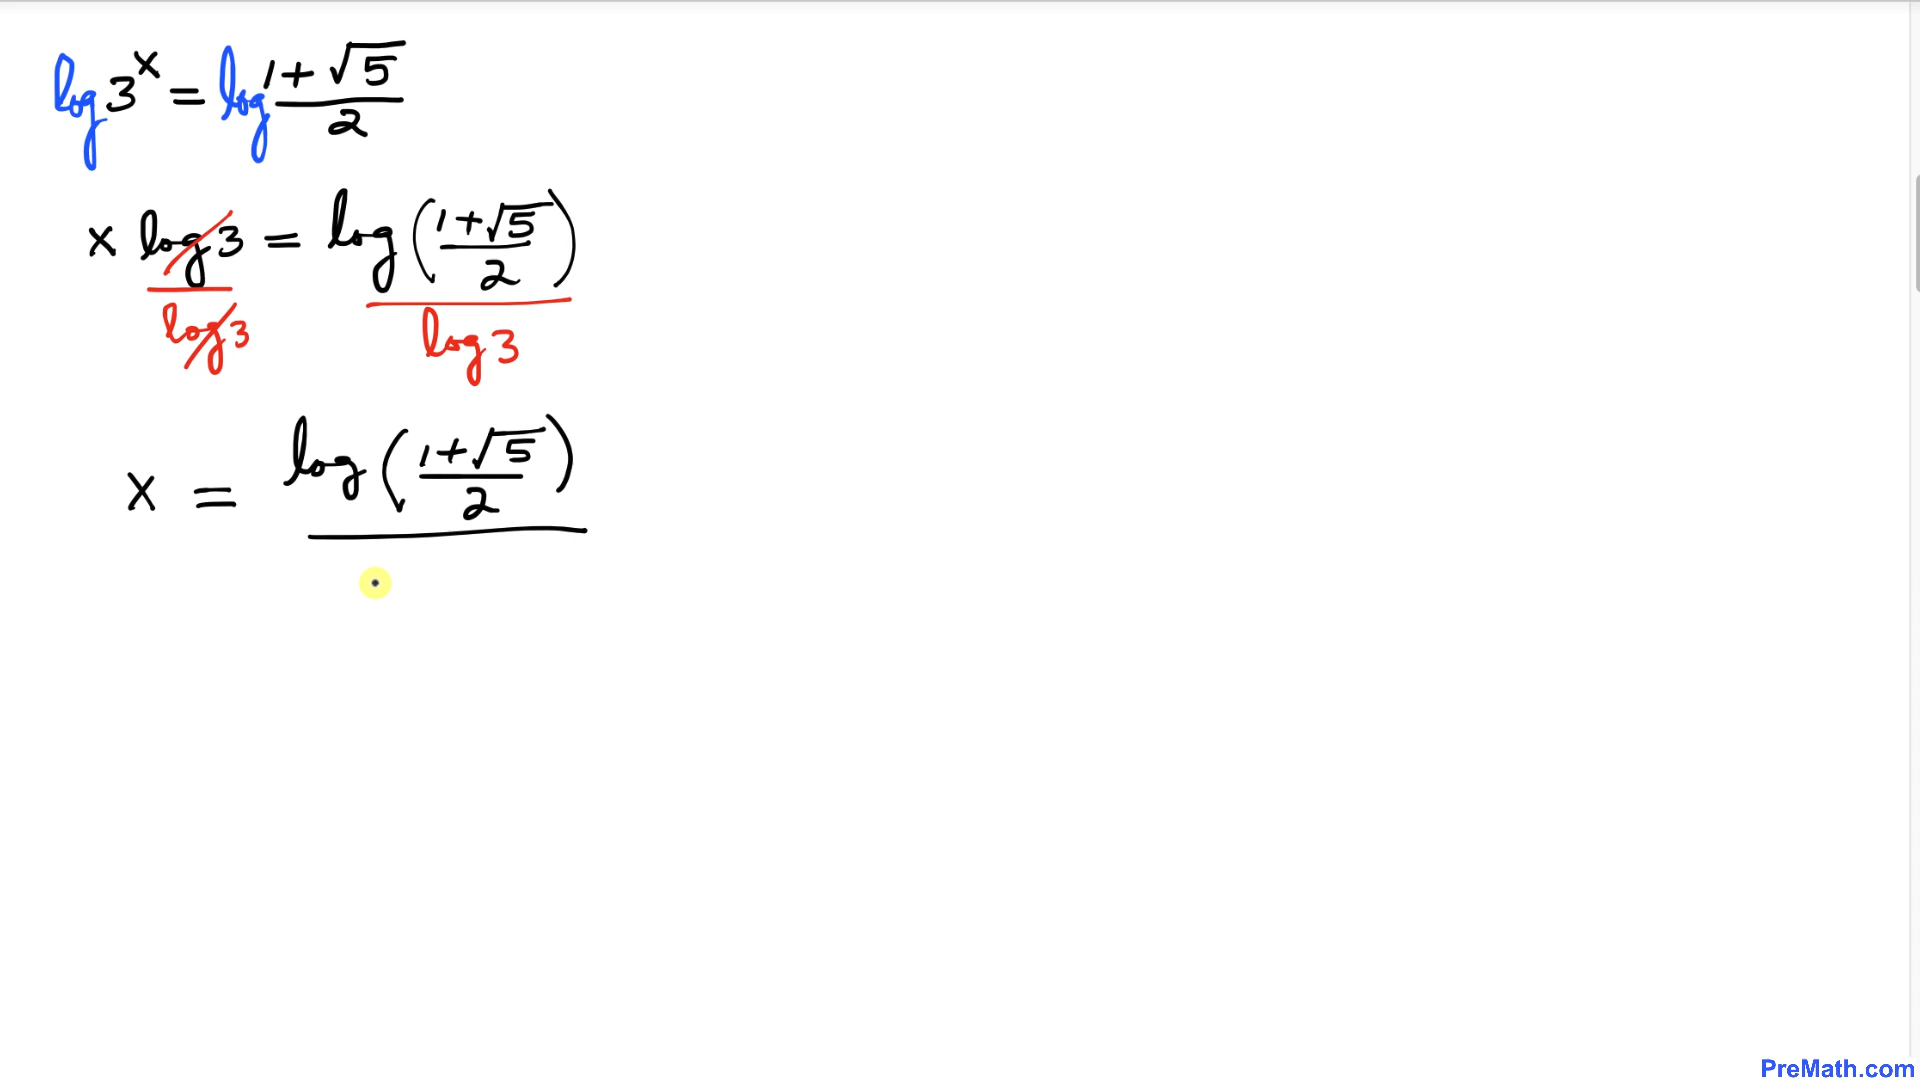 log 3^x = log (1 + √5)/2
x log 3 / log 3 = log((1 + √5)/2) / log 3
x = log((1 + √5)/2) /
PreMath.com